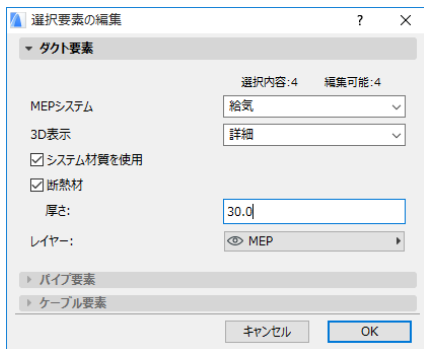 選択要素の編集
ダクト要素
選択内容:4 編集可能:4
MEPシステム 給気
3D表示 詳細
システム材質を使用
断熱材
厚さ: 30.0
レイヤー: MEP
パイプ要素
ケーブル要素
キャンセル OK